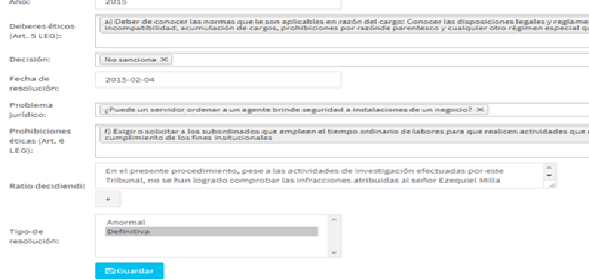 Año: 2015
Deberes éticos (Art. 5 LEG):
a) Deber de conocer las normas que le son aplicables en razón del cargo: Conocer las disposiciones legales y reglame
incompatibilidad, acumulación de cargos, prohibiciones por razónde parentesco y cualquier otro régimen especial q
Decisión: No sanciona ✕
Fecha de resolución: 2015-02-04
Problema jurídico: ¿Puede un servidor ordenar a un agente brinde seguridad a instalaciones de un negocio? ✕
Prohibiciones éticas (Art. 6 LEG):
f) Exigir o solicitar a los subordinados que empleen el tiempo ordinario de labores para que realicen actividades que
cumplimiento de los fines institucionales
Ratio decidendi: En el presente procedimiento, pese a las actividades de investigación efectuadas por este
Tribunal, no se han logrado comprobar las infracciones atribuidas al señor Ezequiel Milla
+
Tipo de resolución:
Anormal
Definitiva
Guardar